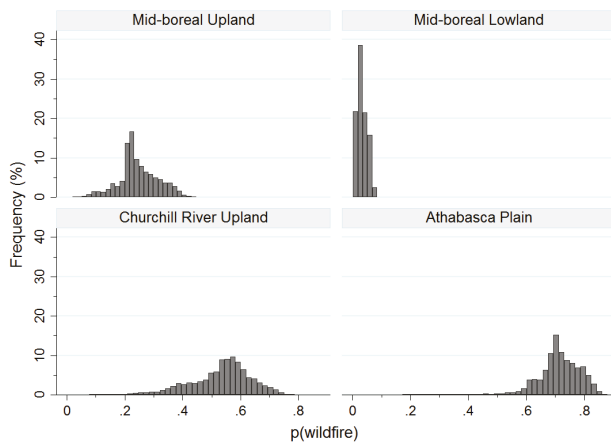 Mid-boreal Upland
Mid-boreal Lowland
40
30
20
10
0
Churchill River Upland
Athabasca Plain
40
30
20
10
0
Frequency (%)
0 .2 .4 .6 .8
0 .2 .4 .6 .8
p(wildfire)